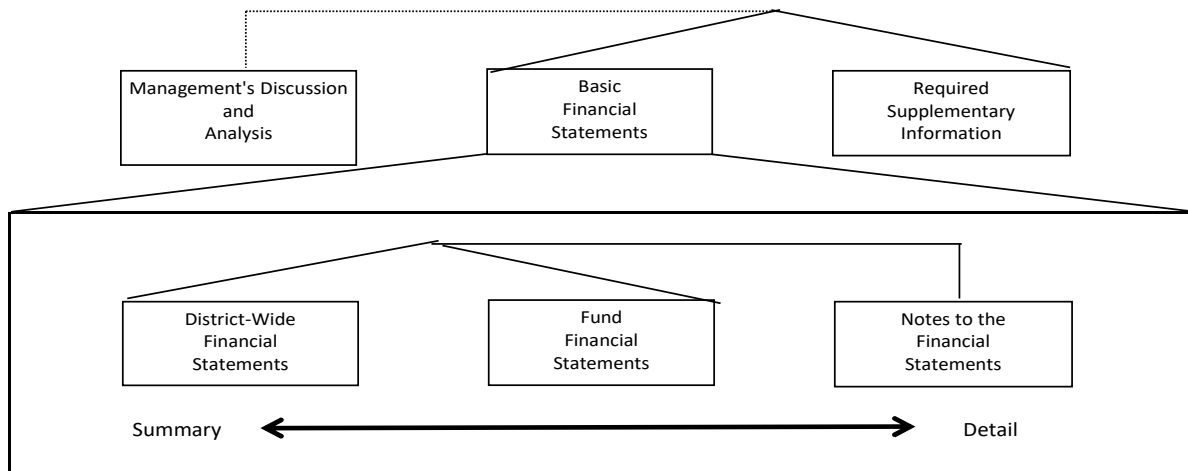 Management's Discussion
and
Analysis
Basic
Financial
Statements
Required
Supplementary
Information
District-Wide
Financial
Statements
Fund
Financial
Statements
Notes to the
Financial
Statements
Summary
Detail